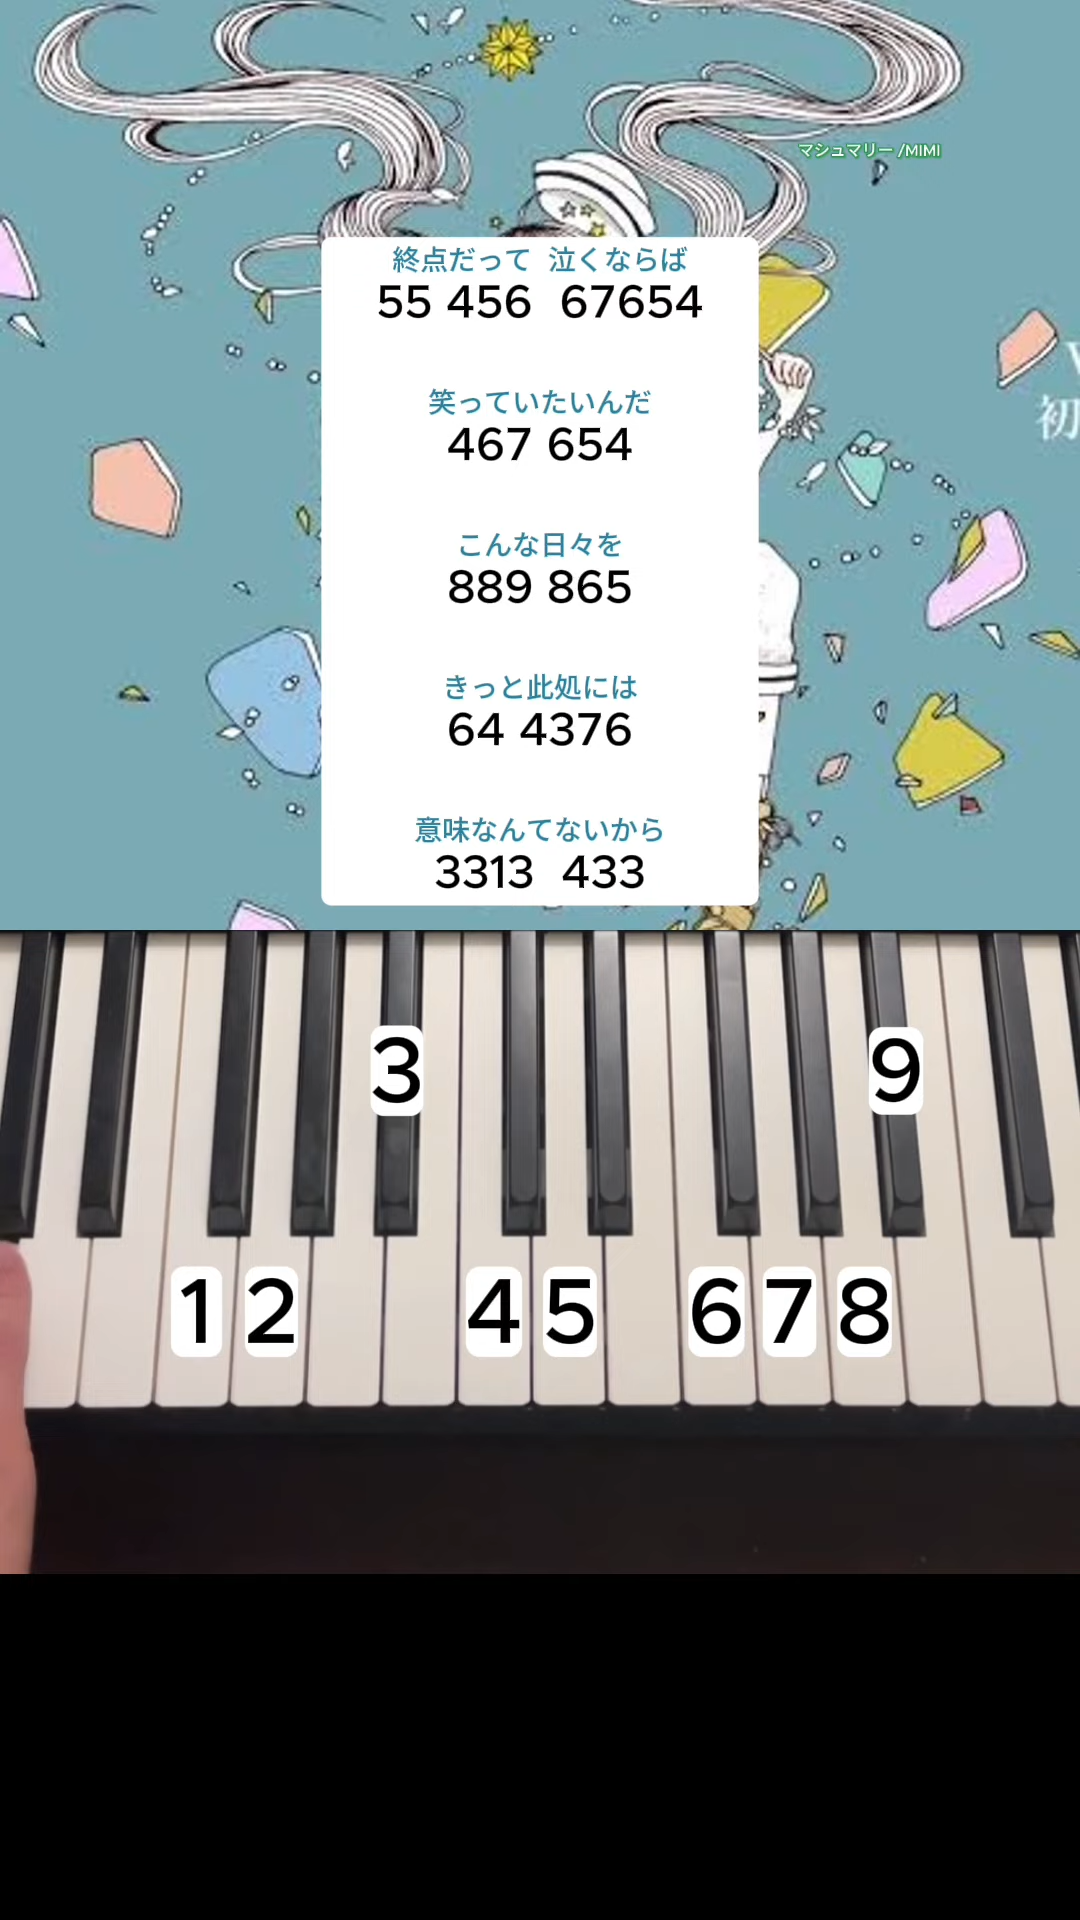 マシュマリー /MIMI
終点だって 泣くならば
55 456 67654
初
笑っていたいんだ
467 654
こんな日々を
889 865
きっと此処には
64 4376
意味なんてないから
3313 433
3 9
1 2 4 5 6 7 8